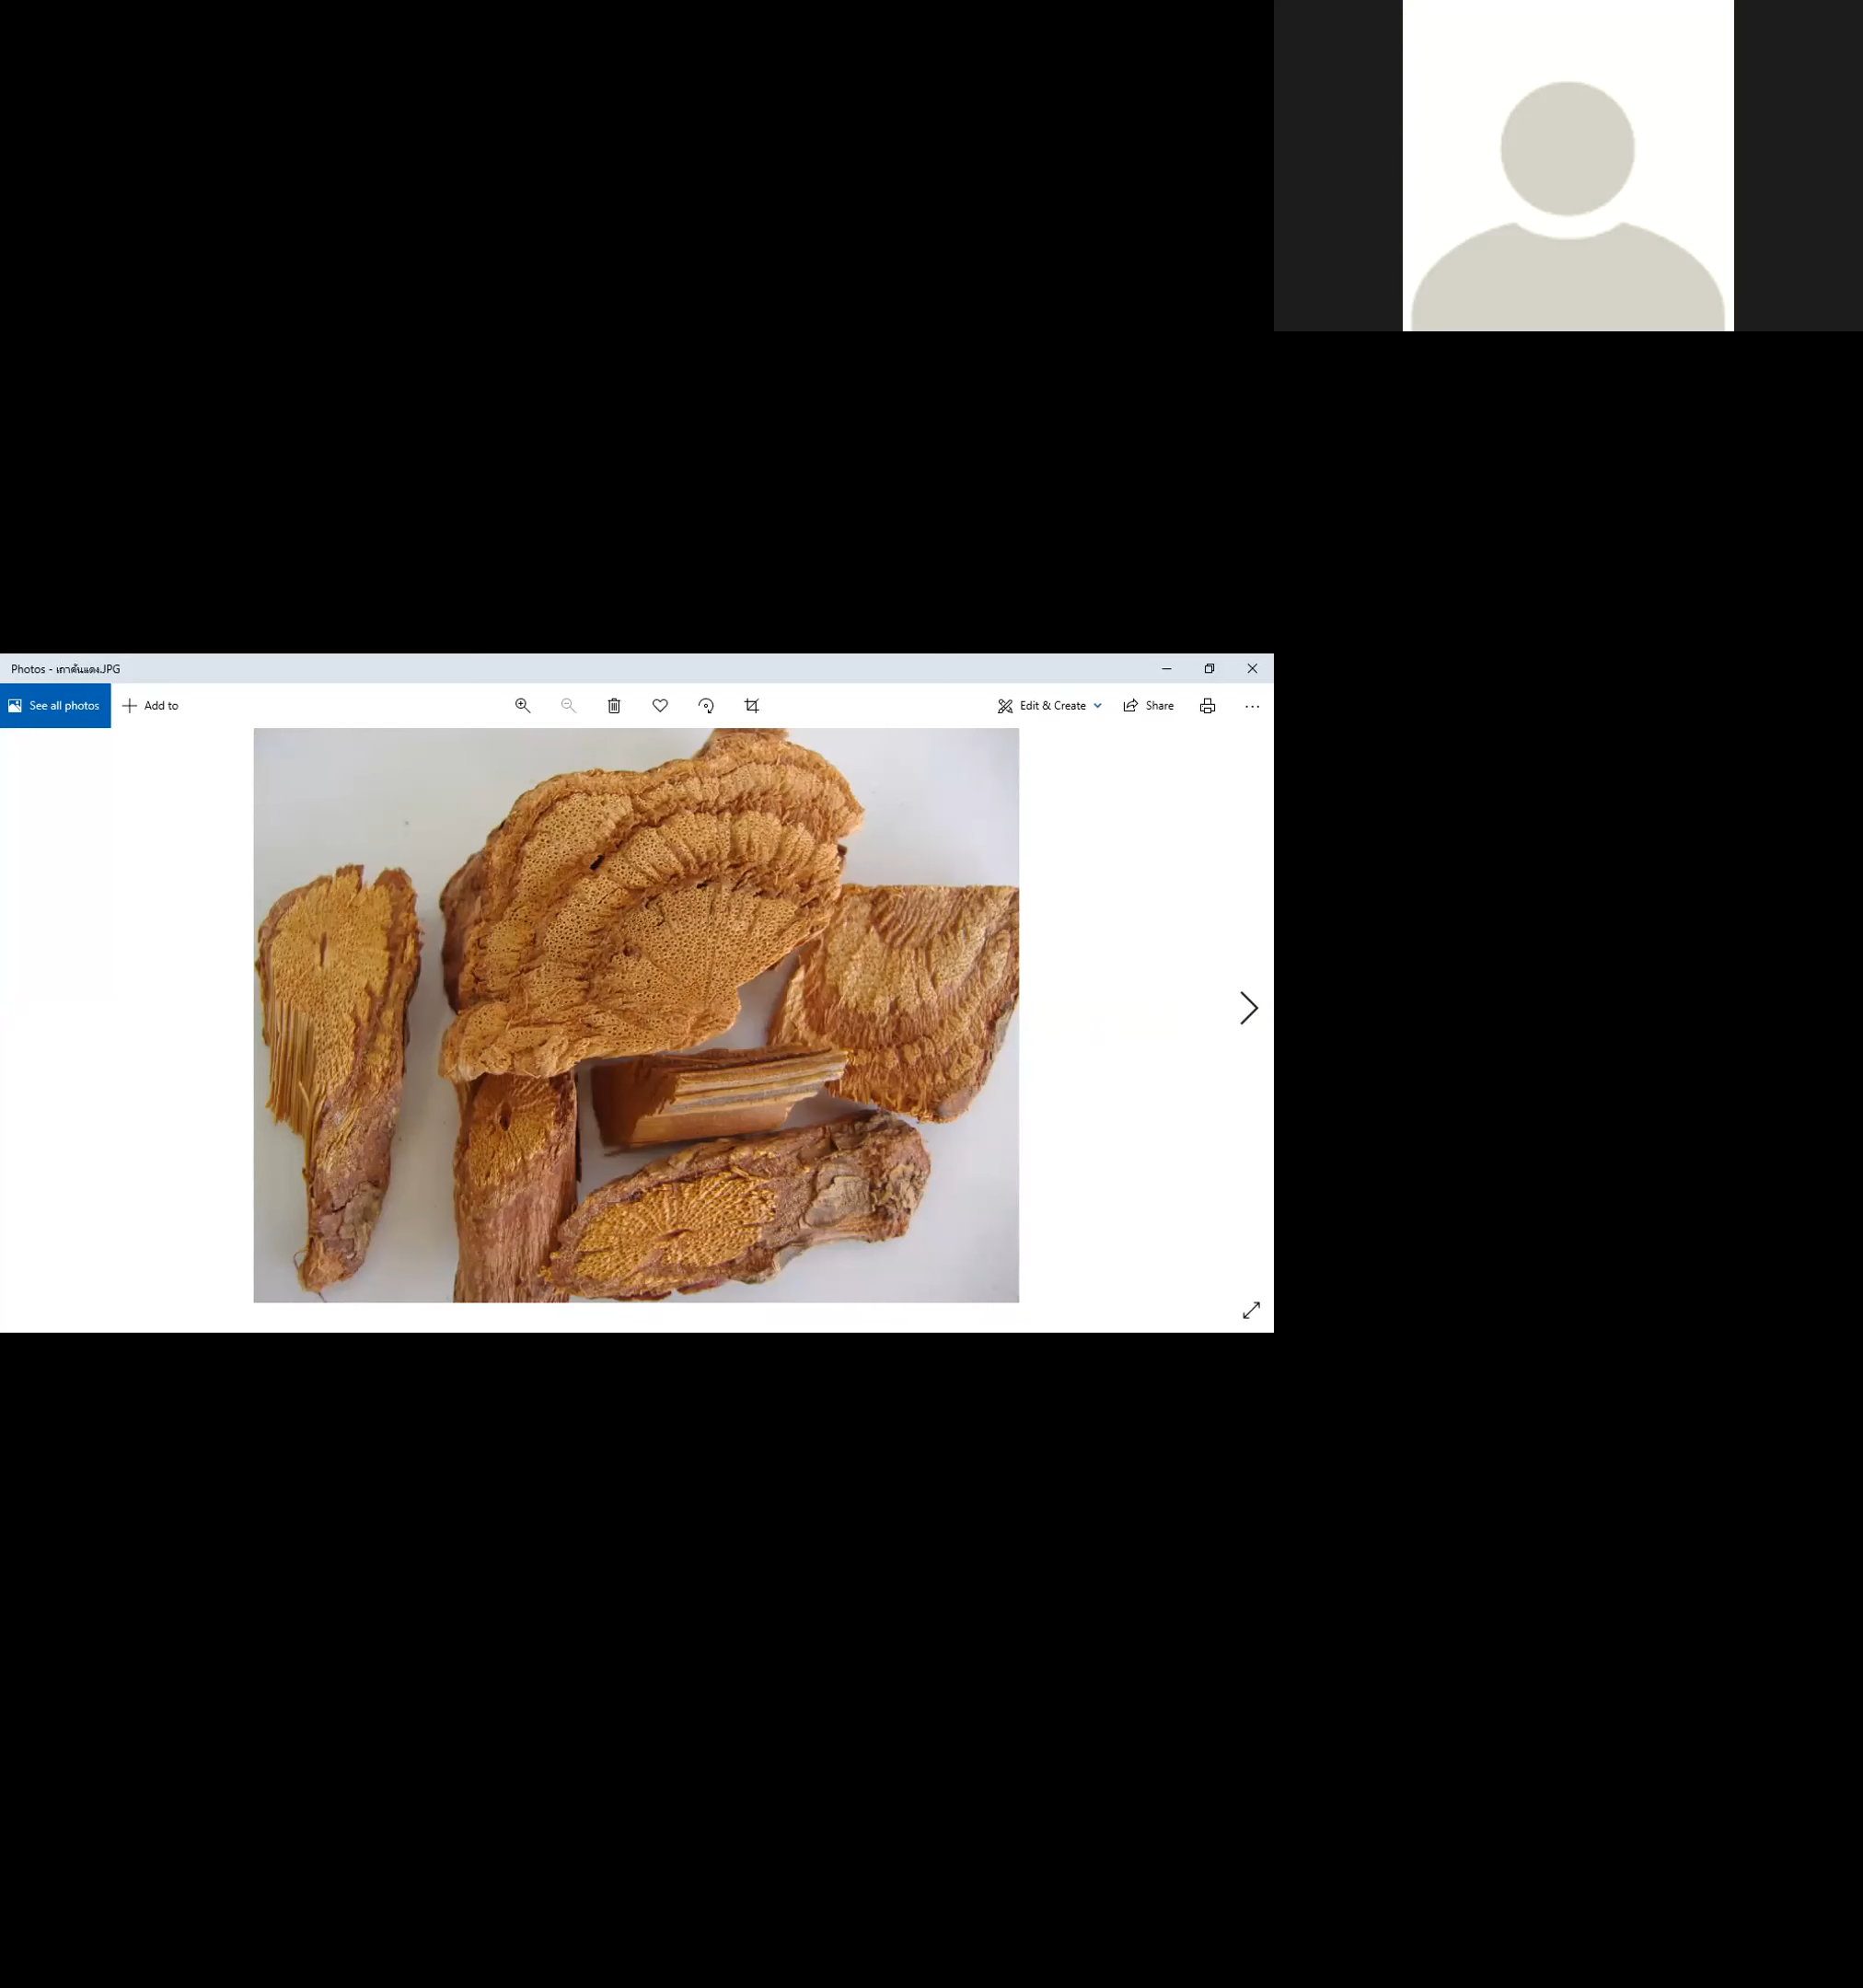 Photos - เถาตันแดง.JPG
See all photos
Add to
Edit & Create
Share